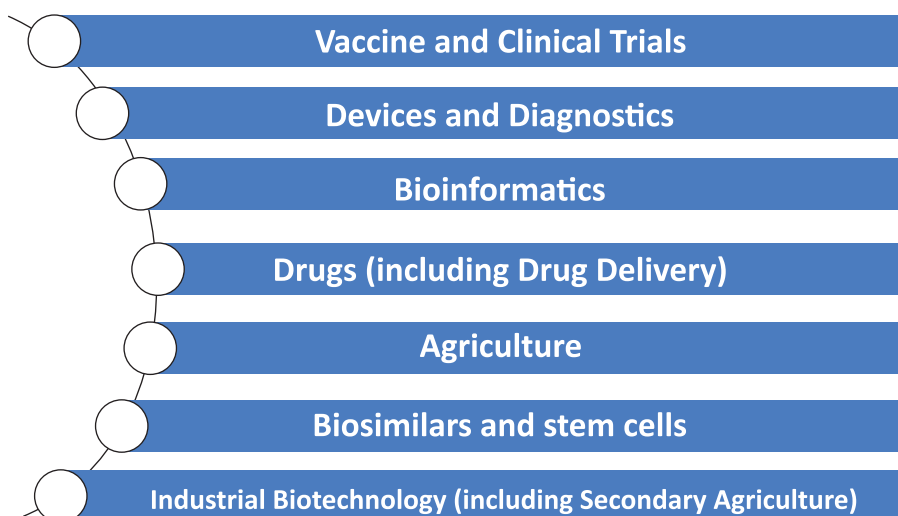 Vaccine and Clinical Trials
Devices and Diagnostics
Bioinformatics
Drugs (including Drug Delivery)
Agriculture
Biosimilars and stem cells
Industrial Biotechnology (including Secondary Agriculture)